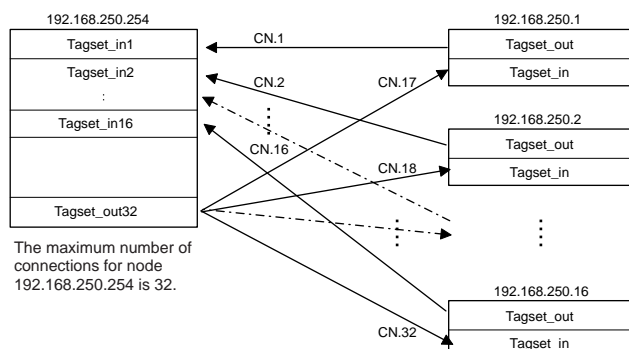 192.168.250.254
Tagset_in1
Tagset_in2
:
Tagset_in16
Tagset_out32
The maximum number of
connections for node
192.168.250.254 is 32.
CN.1
CN.2
CN.17
CN.16
CN.18
CN.32
192.168.250.1
Tagset_out
Tagset_in
192.168.250.2
Tagset_out
Tagset_in
192.168.250.16
Tagset_out
Tagset_in